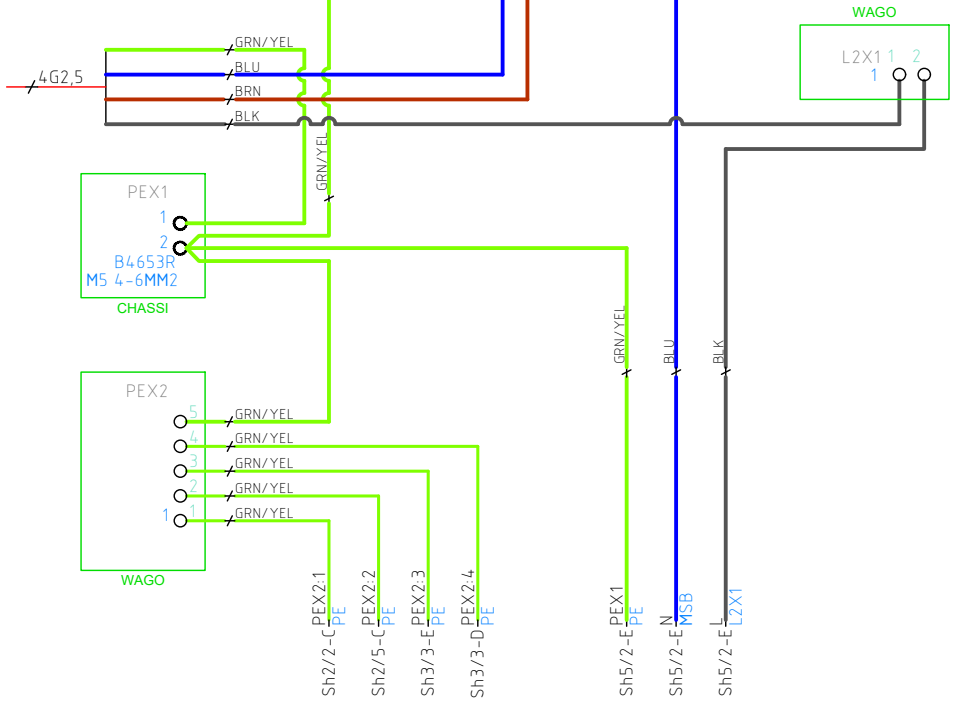 WAGO
GRN/YEL
L2X1 1 2
4G2,5
BLU
1
BRN
BLK
GRN/YEL
PEX1
1
2
B4653R
M5 4-6MM2
CHASSI
GRN/YEL
BLU
BLK
PEX2
5
GRN/YEL
4
GRN/YEL
3
GRN/YEL
2
GRN/YEL
1
1
GRN/YEL
WAGO
PEX2:1
PE
PEX2:2
PE
PEX2:3
PE
PEX2:4
PE
PEX1
PE
N
MSB
L
L2X1
Sh2/2-C
Sh2/5-C
Sh3/3-E
Sh3/3-D
Sh5/2-E
Sh5/2-E
Sh5/2-E